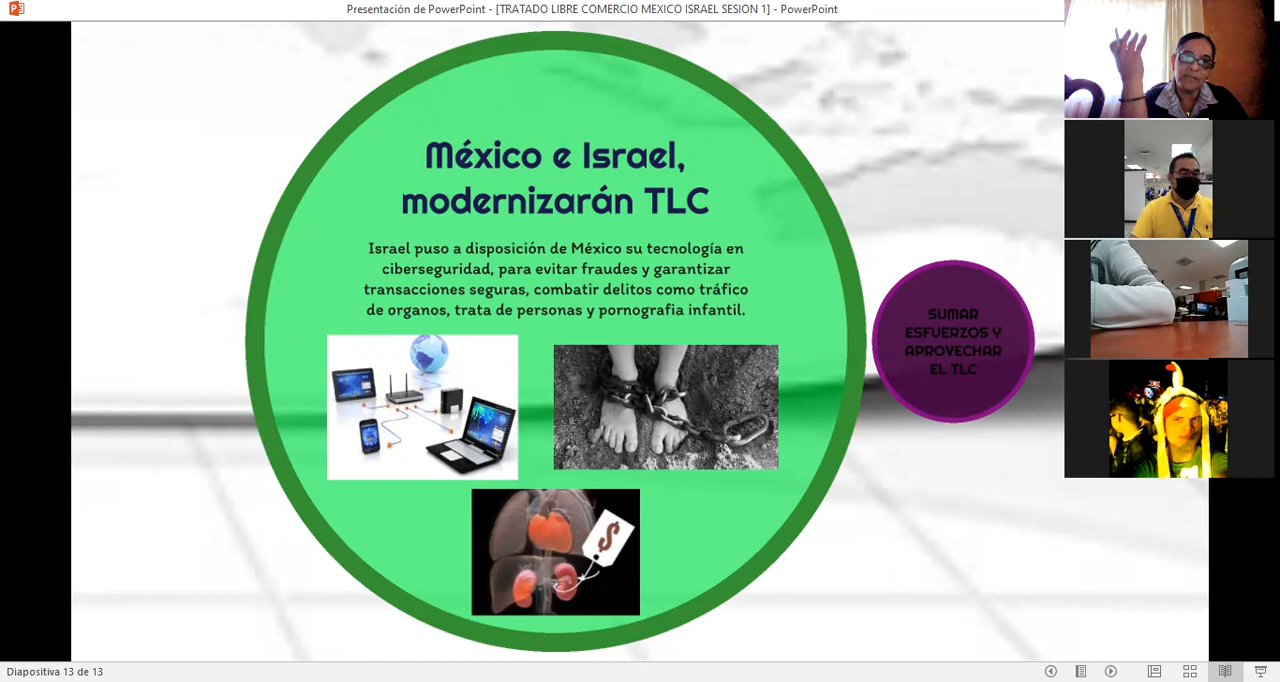 Presentación de PowerPoint - [TRATADO LIBRE COMERCIO MEXICO ISRAEL SESION 1] - PowerPoint
México e Israel,
modernizarán TLC
Israel puso a disposición de México su tecnología en
ciberseguridad, para evitar fraudes y garantizar
transacciones seguras, combatir delitos como tráfico
de organos, trata de personas y pornografia infantil.
SUMAR
ESFUERZOS Y
APROVECHAR
EL TLC
$
Diapositiva 13 de 13